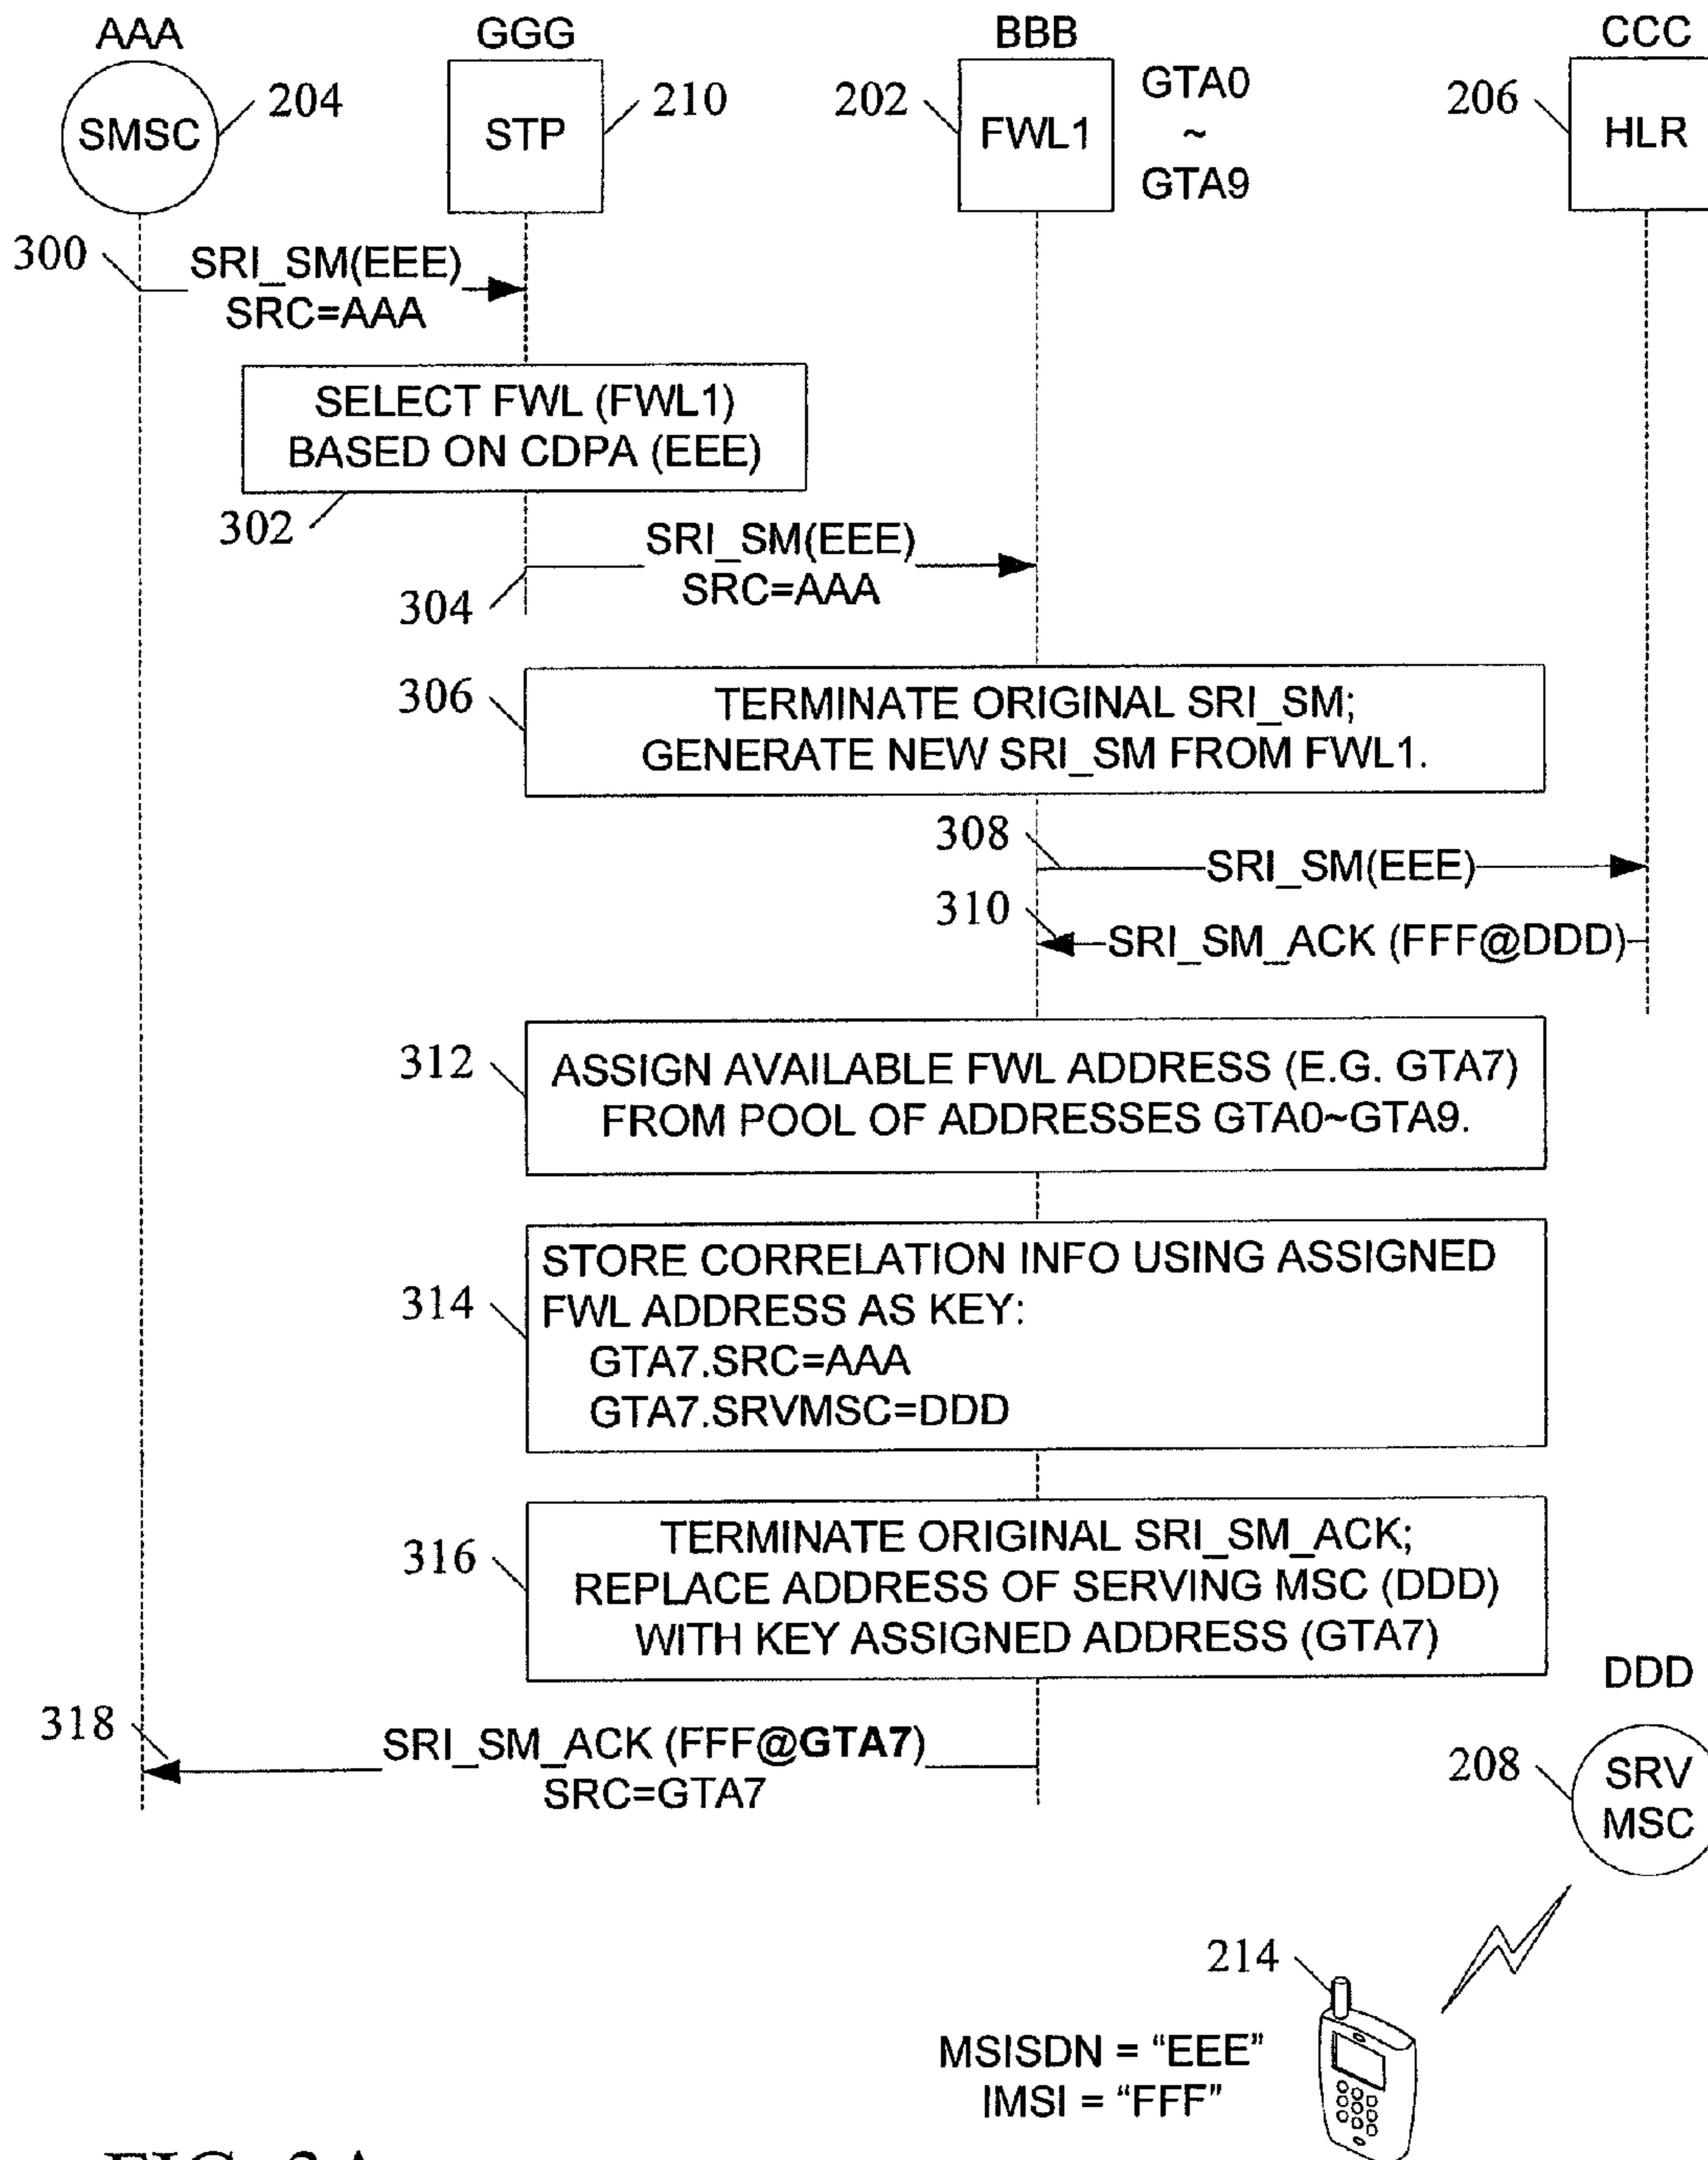 AAA
GGG
BBB
CCC
SMSC
204
STP
210
202
FWL1
GTA0
~
GTA9
206
HLR
300
SRI_SM(EEE)
SRC=AAA
SELECT FWL (FWL1)
BASED ON CDPA (EEE)
302
SRI_SM(EEE)
SRC=AAA
304
306
TERMINATE ORIGINAL SRI_SM;
GENERATE NEW SRI_SM FROM FWL1.
308
SRI_SM(EEE)
310
SRI_SM_ACK (FFF@DDD)
312
ASSIGN AVAILABLE FWL ADDRESS (E.G. GTA7)
FROM POOL OF ADDRESSES GTA0~GTA9.
314
STORE CORRELATION INFO USING ASSIGNED
FWL ADDRESS AS KEY:
GTA7.SRC=AAA
GTA7.SRVMSC=DDD
316
TERMINATE ORIGINAL SRI_SM_ACK;
REPLACE ADDRESS OF SERVING MSC (DDD)
WITH KEY ASSIGNED ADDRESS (GTA7)
318
SRI_SM_ACK (FFF@GTA7)
SRC=GTA7
DDD
208
SRV
MSC
214
MSISDN = “EEE”
IMSI = “FFF”